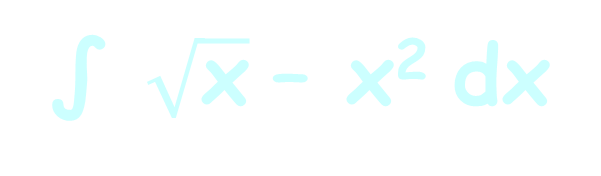 ∫ √x - x² dx